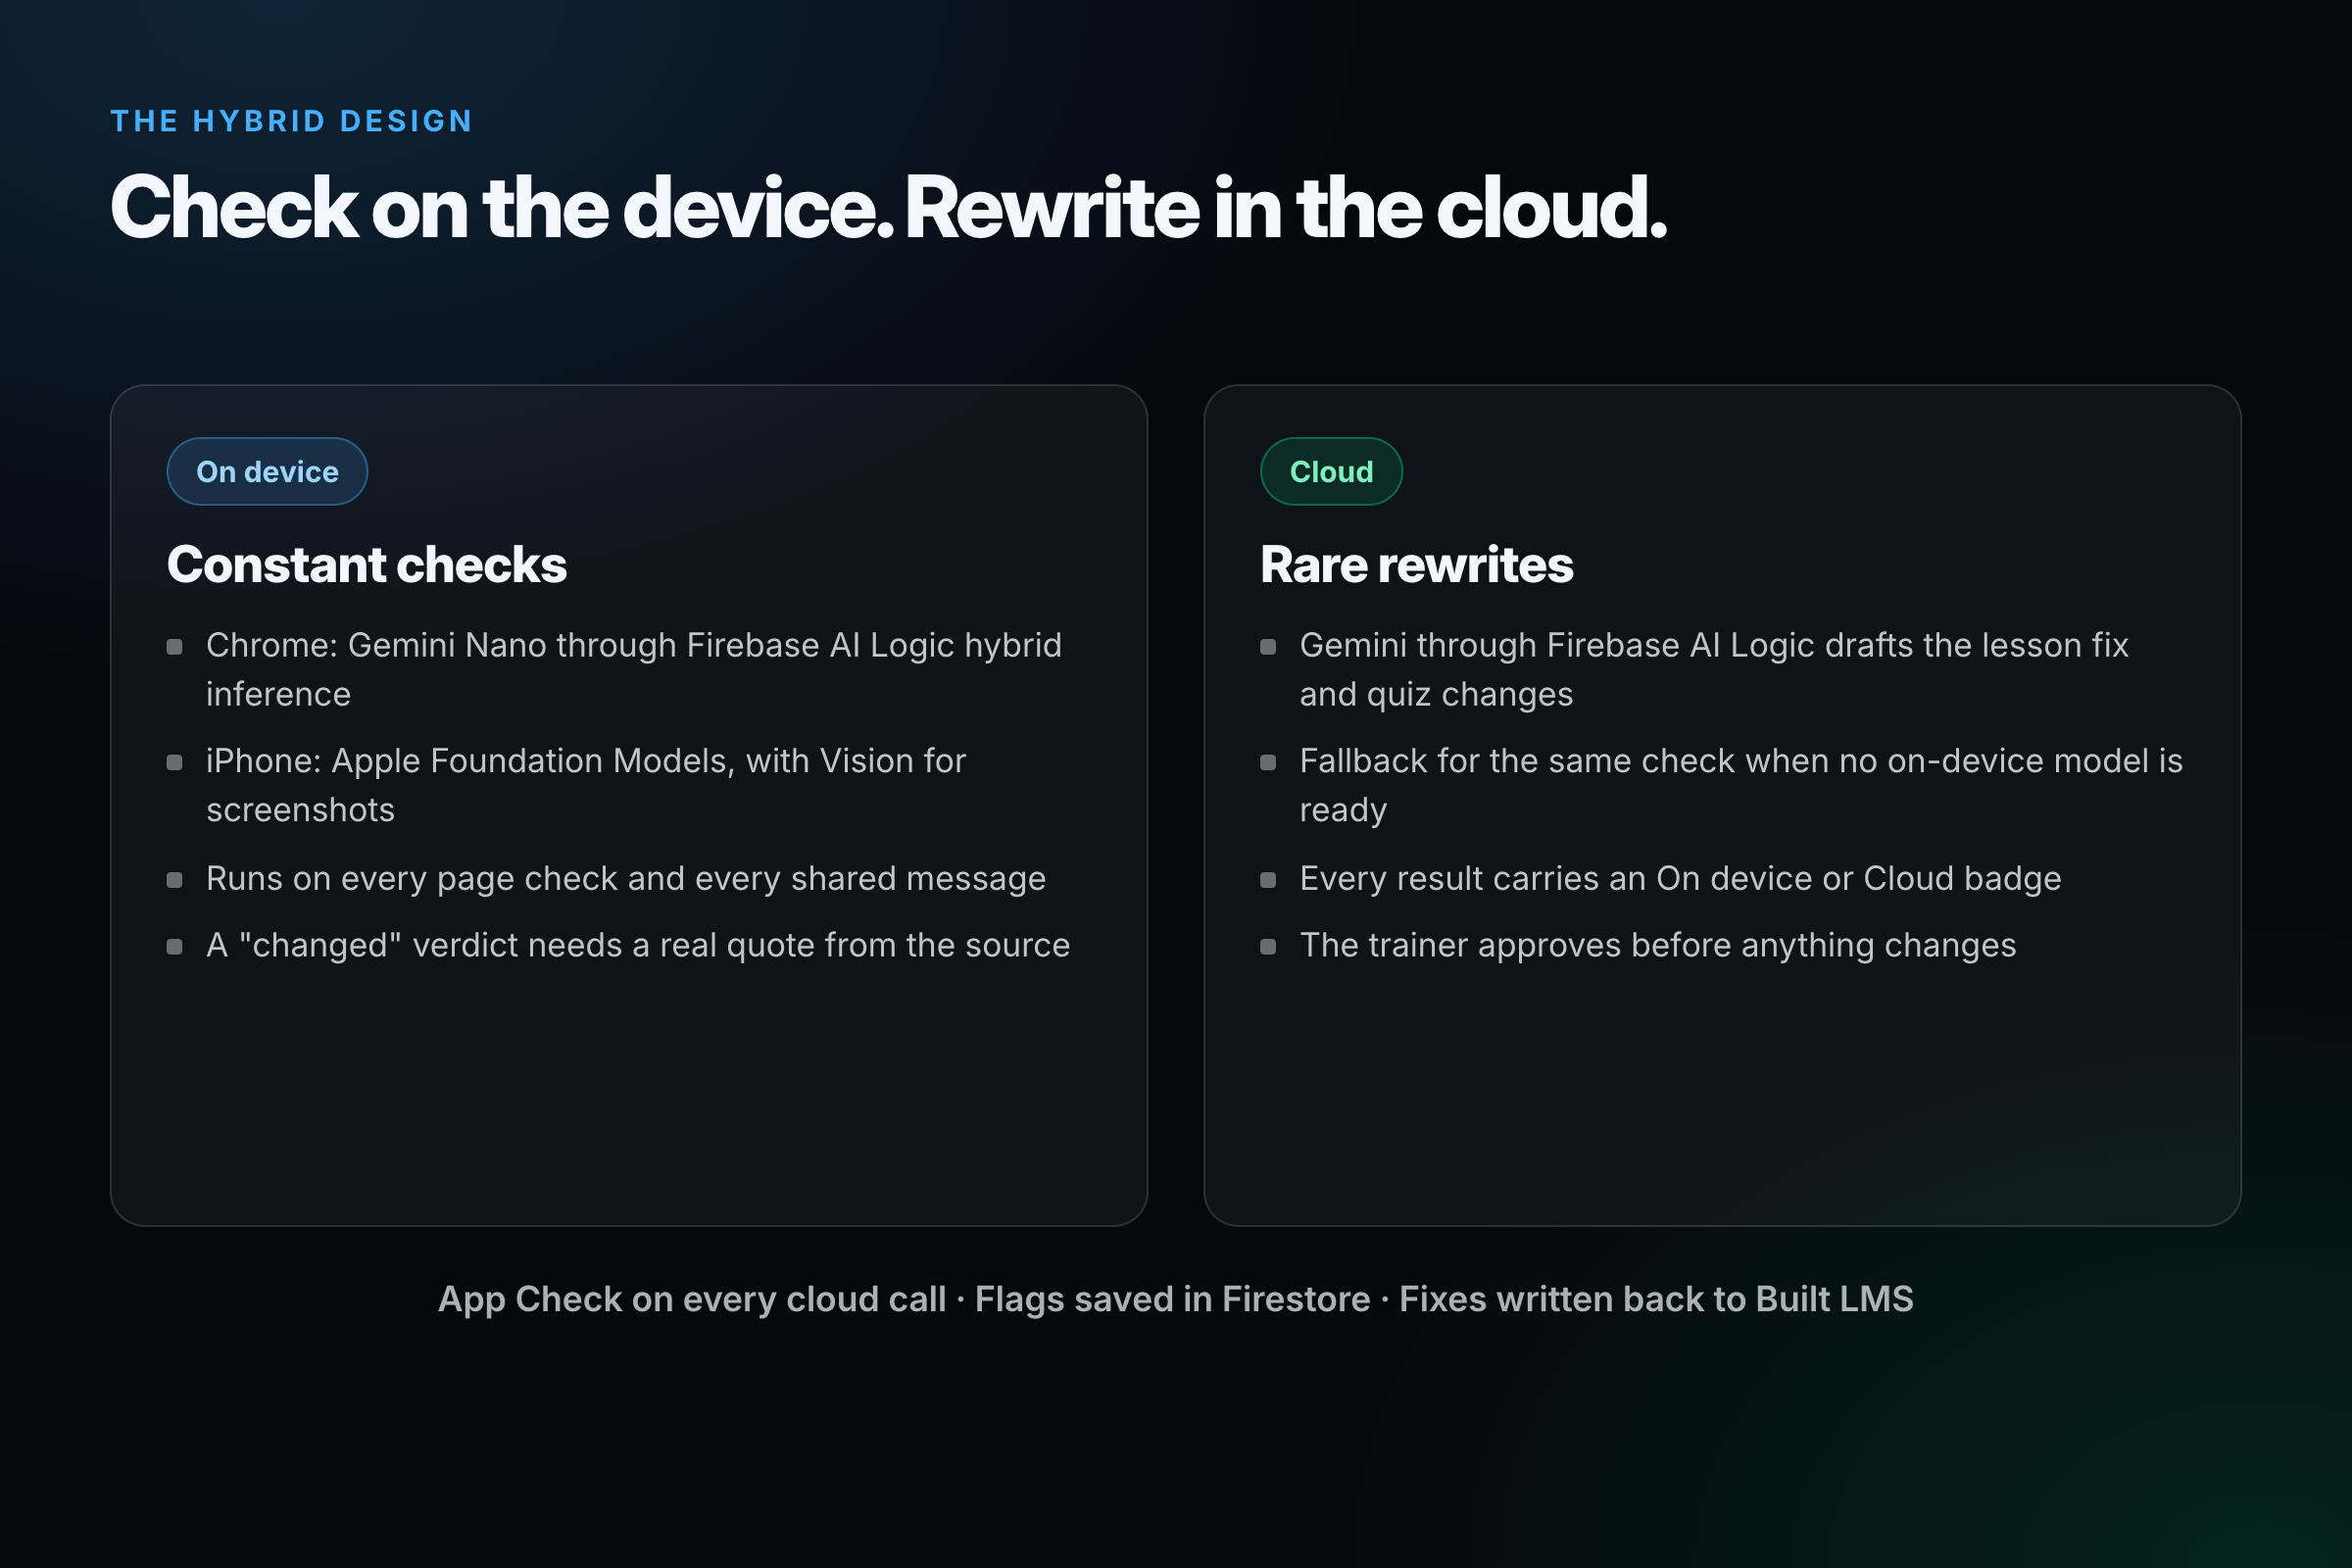 THE HYBRID DESIGN
Check on the device. Rewrite in the cloud.
On device
Constant checks
Chrome: Gemini Nano through Firebase AI Logic hybrid
inference
iPhone: Apple Foundation Models, with Vision for
screenshots
Runs on every page check and every shared message
A "changed" verdict needs a real quote from the source
Cloud
Rare rewrites
Gemini through Firebase AI Logic drafts the lesson fix
and quiz changes
Fallback for the same check when no on-device model is
ready
Every result carries an On device or Cloud badge
The trainer approves before anything changes
App Check on every cloud call · Flags saved in Firestore · Fixes written back to Built LMS